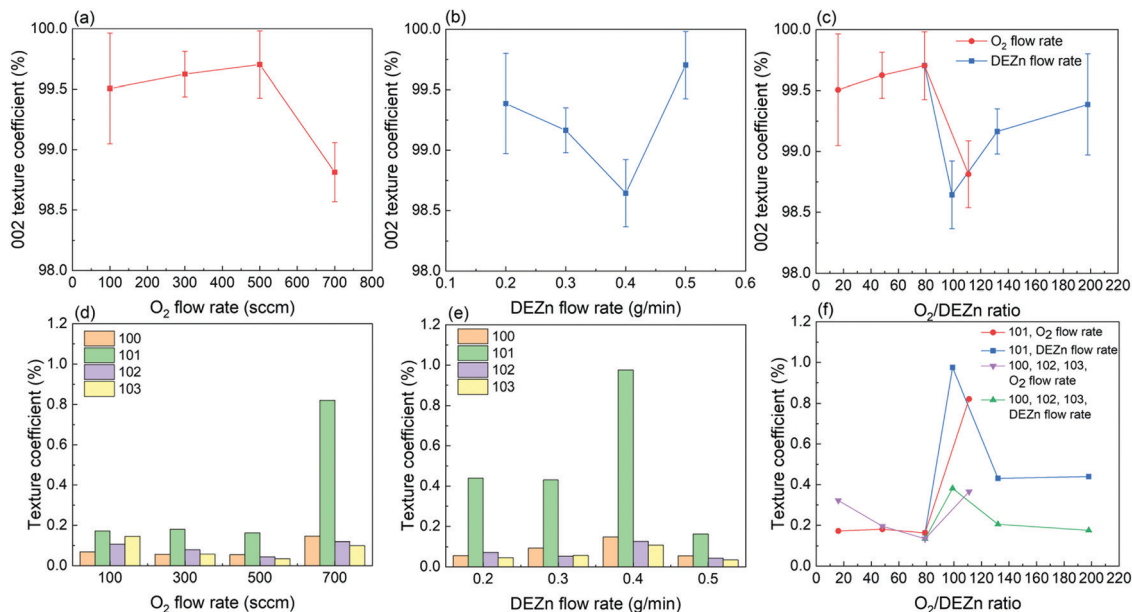 (a)
002 texture coefficient (%)
100.0
99.5
99.0
98.5
98.0
0 100 200 300 400 500 600 700 800
O₂ flow rate (sccm)
(b)
002 texture coefficient (%)
100.0
99.5
99.0
98.5
98.0
0.1 0.2 0.3 0.4 0.5 0.6
DEZn flow rate (g/min)
(c)
O₂ flow rate
DEZn flow rate
002 texture coefficient (%)
100.0
99.5
99.0
98.5
98.0
0 20 40 60 80 100 120 140 160 180 200 220
O₂/DEZn ratio
(d)
100
101
102
103
Texture coefficient (%)
1.2
1.0
0.8
0.6
0.4
0.2
0.0
100 300 500 700
O₂ flow rate (sccm)
(e)
100
101
102
103
Texture coefficient (%)
1.2
1.0
0.8
0.6
0.4
0.2
0.0
0.2 0.3 0.4 0.5
DEZn flow rate (g/min)
(f)
101, O₂ flow rate
101, DEZn flow rate
100, 102, 103,
O₂ flow rate
100, 102, 103,
DEZn flow rate
Texture coefficient (%)
1.2
1.0
0.8
0.6
0.4
0.2
0.0
0 20 40 60 80 100 120 140 160 180 200 220
O₂/DEZn ratio